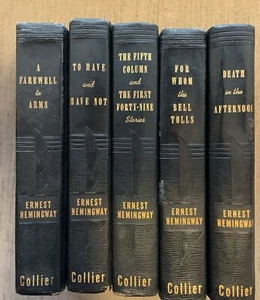 A
FAREWELL
to
ARMS
ERNEST
HEMINGWAY
Collier
TO HAVE
and
HAVE NOT
ERNEST
HEMINGWAY
Collier
THE FIFTH
COLUMN
and
THE FIRST
FORTY-NINE
Stories
ERNEST
HEMINGWAY
Collier
FOR
WHOM
the
BELL
TOLLS
ERNEST
HEMINGWAY
Collier
DEATH
in the
AFTERNOON
ERNEST
HEMINGWAY
Collier